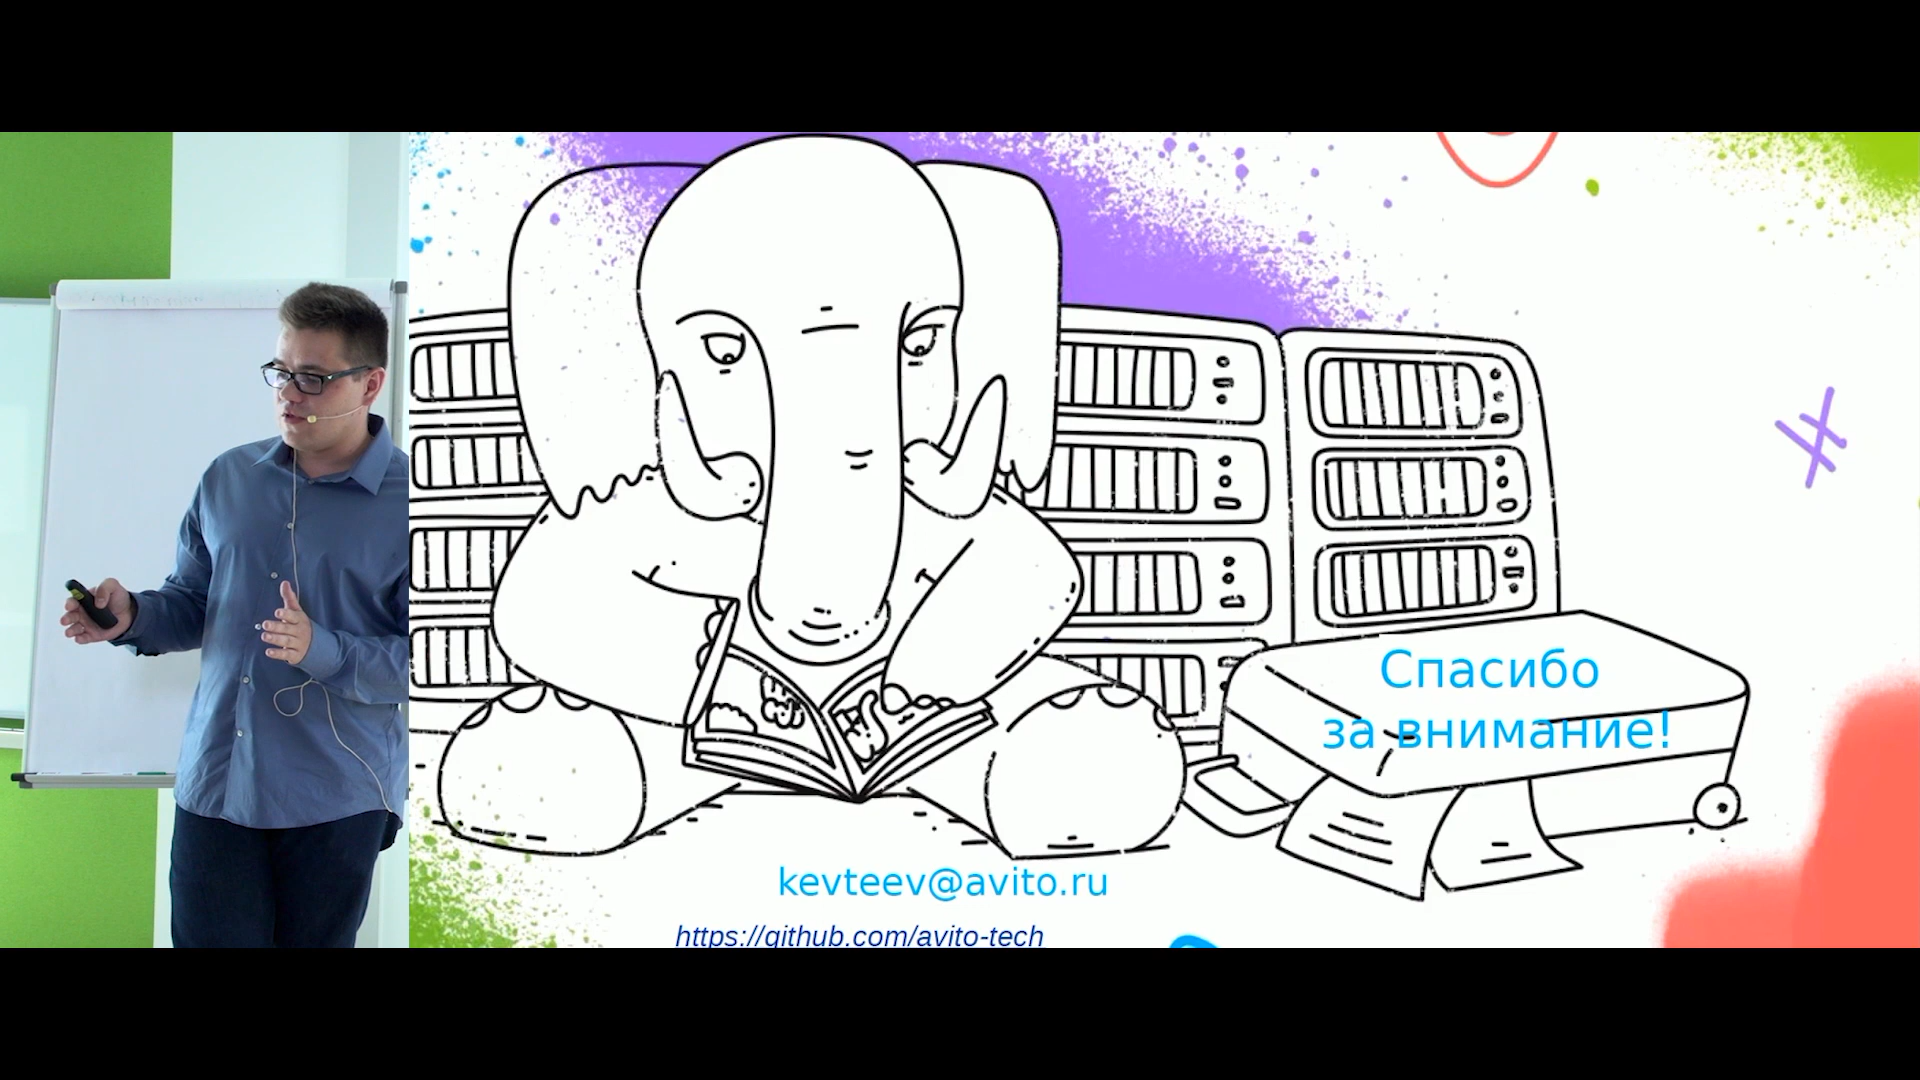 Спасибо
за внимание!
kevteev@avito.ru
https://github.com/avito-tech